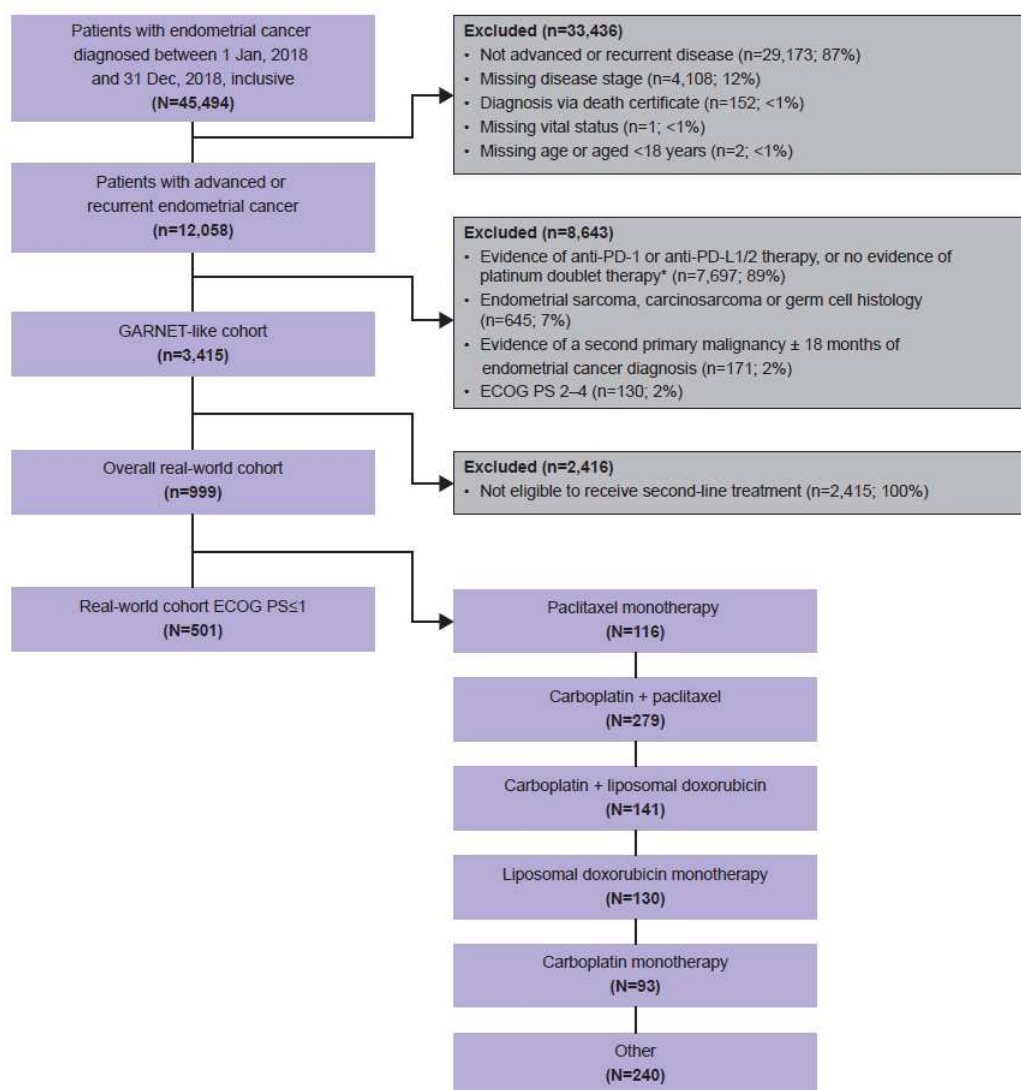 Patients with endometrial cancer
diagnosed between 1 Jan, 2018
and 31 Dec, 2018, inclusive
(N=45,494)
Excluded (n=33,436)
• Not advanced or recurrent disease (n=29,173; 87%)
• Missing disease stage (n=4,108; 12%)
• Diagnosis via death certificate (n=152; <1%)
• Missing vital status (n=1; <1%)
• Missing age or aged <18 years (n=2; <1%)
Patients with advanced or
recurrent endometrial cancer
(n=12,058)
Excluded (n=8,643)
• Evidence of anti-PD-1 or anti-PD-L1/2 therapy, or no evidence of
platinum doublet therapy* (n=7,697; 89%)
• Endometrial sarcoma, carcinosarcoma or germ cell histology
(n=645; 7%)
• Evidence of a second primary malignancy ± 18 months of
endometrial cancer diagnosis (n=171; 2%)
• ECOG PS 2–4 (n=130; 2%)
GARNET-like cohort
(n=3,415)
Excluded (n=2,416)
• Not eligible to receive second-line treatment (n=2,415; 100%)
Overall real-world cohort
(n=999)
Real-world cohort ECOG PS≤1
(N=501)
Paclitaxel monotherapy
(N=116)
Carboplatin + paclitaxel
(N=279)
Carboplatin + liposomal doxorubicin
(N=141)
Liposomal doxorubicin monotherapy
(N=130)
Carboplatin monotherapy
(N=93)
Other
(N=240)